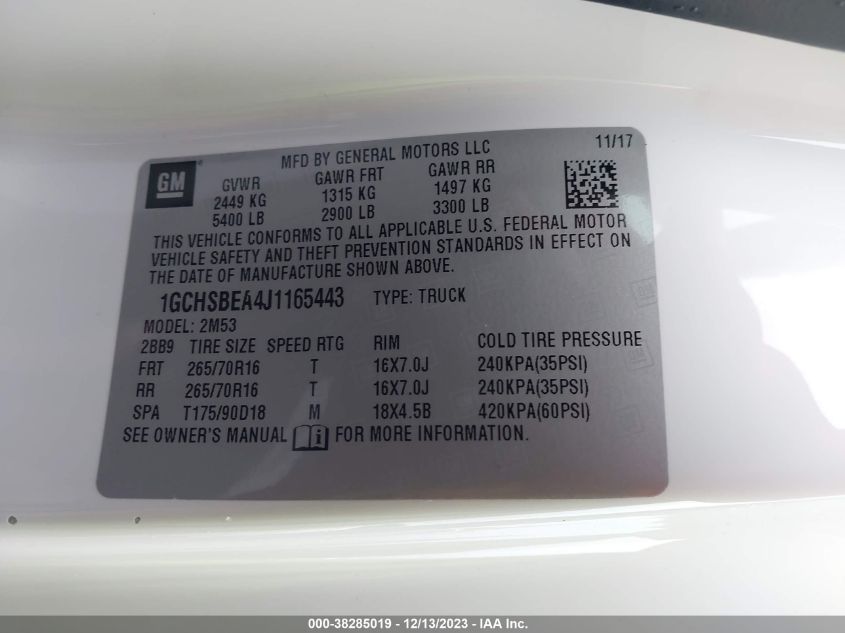 11/17
MFD BY GENERAL MOTORS LLC
GM
GVWR GAWR FRT GAWR RR
2449 KG 1315 KG 1497 KG
5400 LB 2900 LB 3300 LB
THIS VEHICLE CONFORMS TO ALL APPLICABLE U.S. FEDERAL MOTOR
VEHICLE SAFETY AND THEFT PREVENTION STANDARDS IN EFFECT ON
THE DATE OF MANUFACTURE SHOWN ABOVE.
1GCHSBEA4J1165443 TYPE: TRUCK
MODEL: 2M53
2BB9 TIRE SIZE SPEED RTG RIM COLD TIRE PRESSURE
FRT 265/70R16 T 16X7.0J 240KPA(35PSI)
RR 265/70R16 T 16X7.0J 240KPA(35PSI)
SPA T175/90D18 M 18X4.5B 420KPA(60PSI)
SEE OWNER'S MANUAL i FOR MORE INFORMATION.
000-38285019 - 12/13/2023 - IAA Inc.